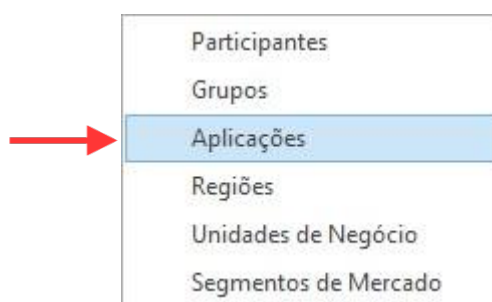 Participantes
Grupos
Aplicações
Regiões
Unidades de Negócio
Segmentos de Mercado